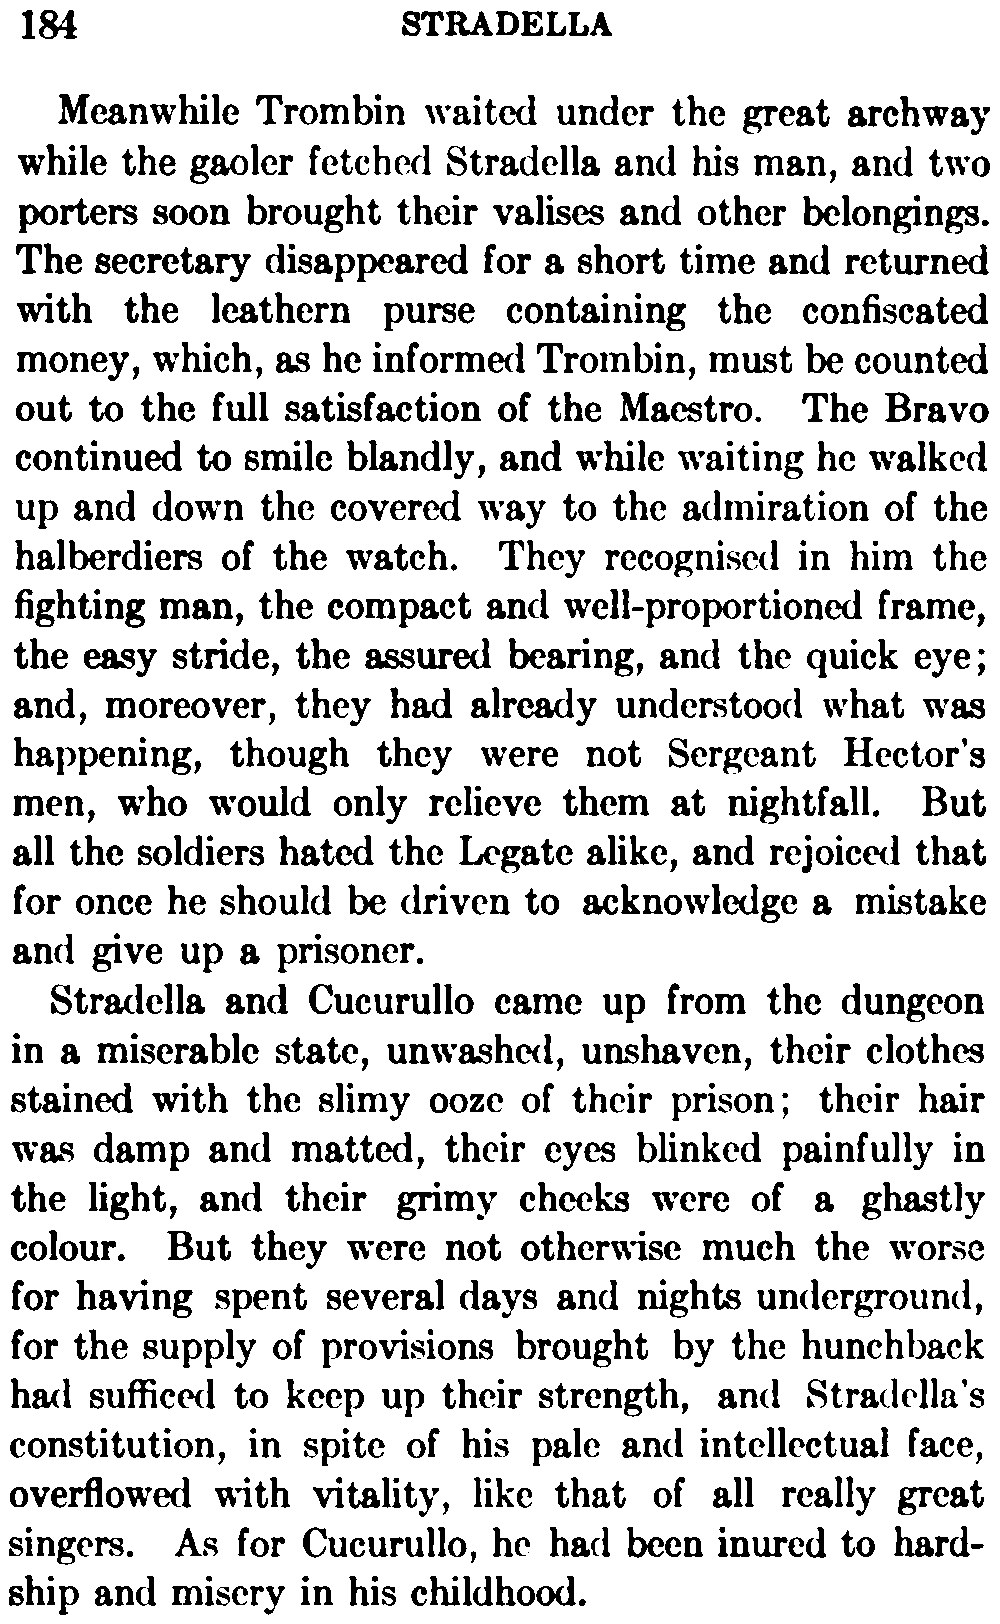 184 STRADELLA
Meanwhile Trombin waited under the great archway
while the gaoler fetched Stradella and his man, and two
porters soon brought their valises and other belongings.
The secretary disappeared for a short time and returned
with the leathern purse containing the confiscated
money, which, as he informed Trombin, must be counted
out to the full satisfaction of the Maestro. The Bravo
continued to smile blandly, and while waiting he walked
up and down the covered way to the admiration of the
halberdiers of the watch. They recognised in him the
fighting man, the compact and well-proportioned frame,
the easy stride, the assured bearing, and the quick eye;
and, moreover, they had already understood what was
happening, though they were not Sergeant Hector's
men, who would only relieve them at nightfall. But
all the soldiers hated the Legate alike, and rejoiced that
for once he should be driven to acknowledge a mistake
and give up a prisoner.
Stradella and Cucurullo came up from the dungeon
in a miserable state, unwashed, unshaven, their clothes
stained with the slimy ooze of their prison; their hair
was damp and matted, their eyes blinked painfully in
the light, and their grimy cheeks were of a ghastly
colour. But they were not otherwise much the worse
for having spent several days and nights underground,
for the supply of provisions brought by the hunchback
had sufficed to keep up their strength, and Stradella's
constitution, in spite of his pale and intellectual face,
overflowed with vitality, like that of all really great
singers. As for Cucurullo, he had been inured to hard-
ship and misery in his childhood.